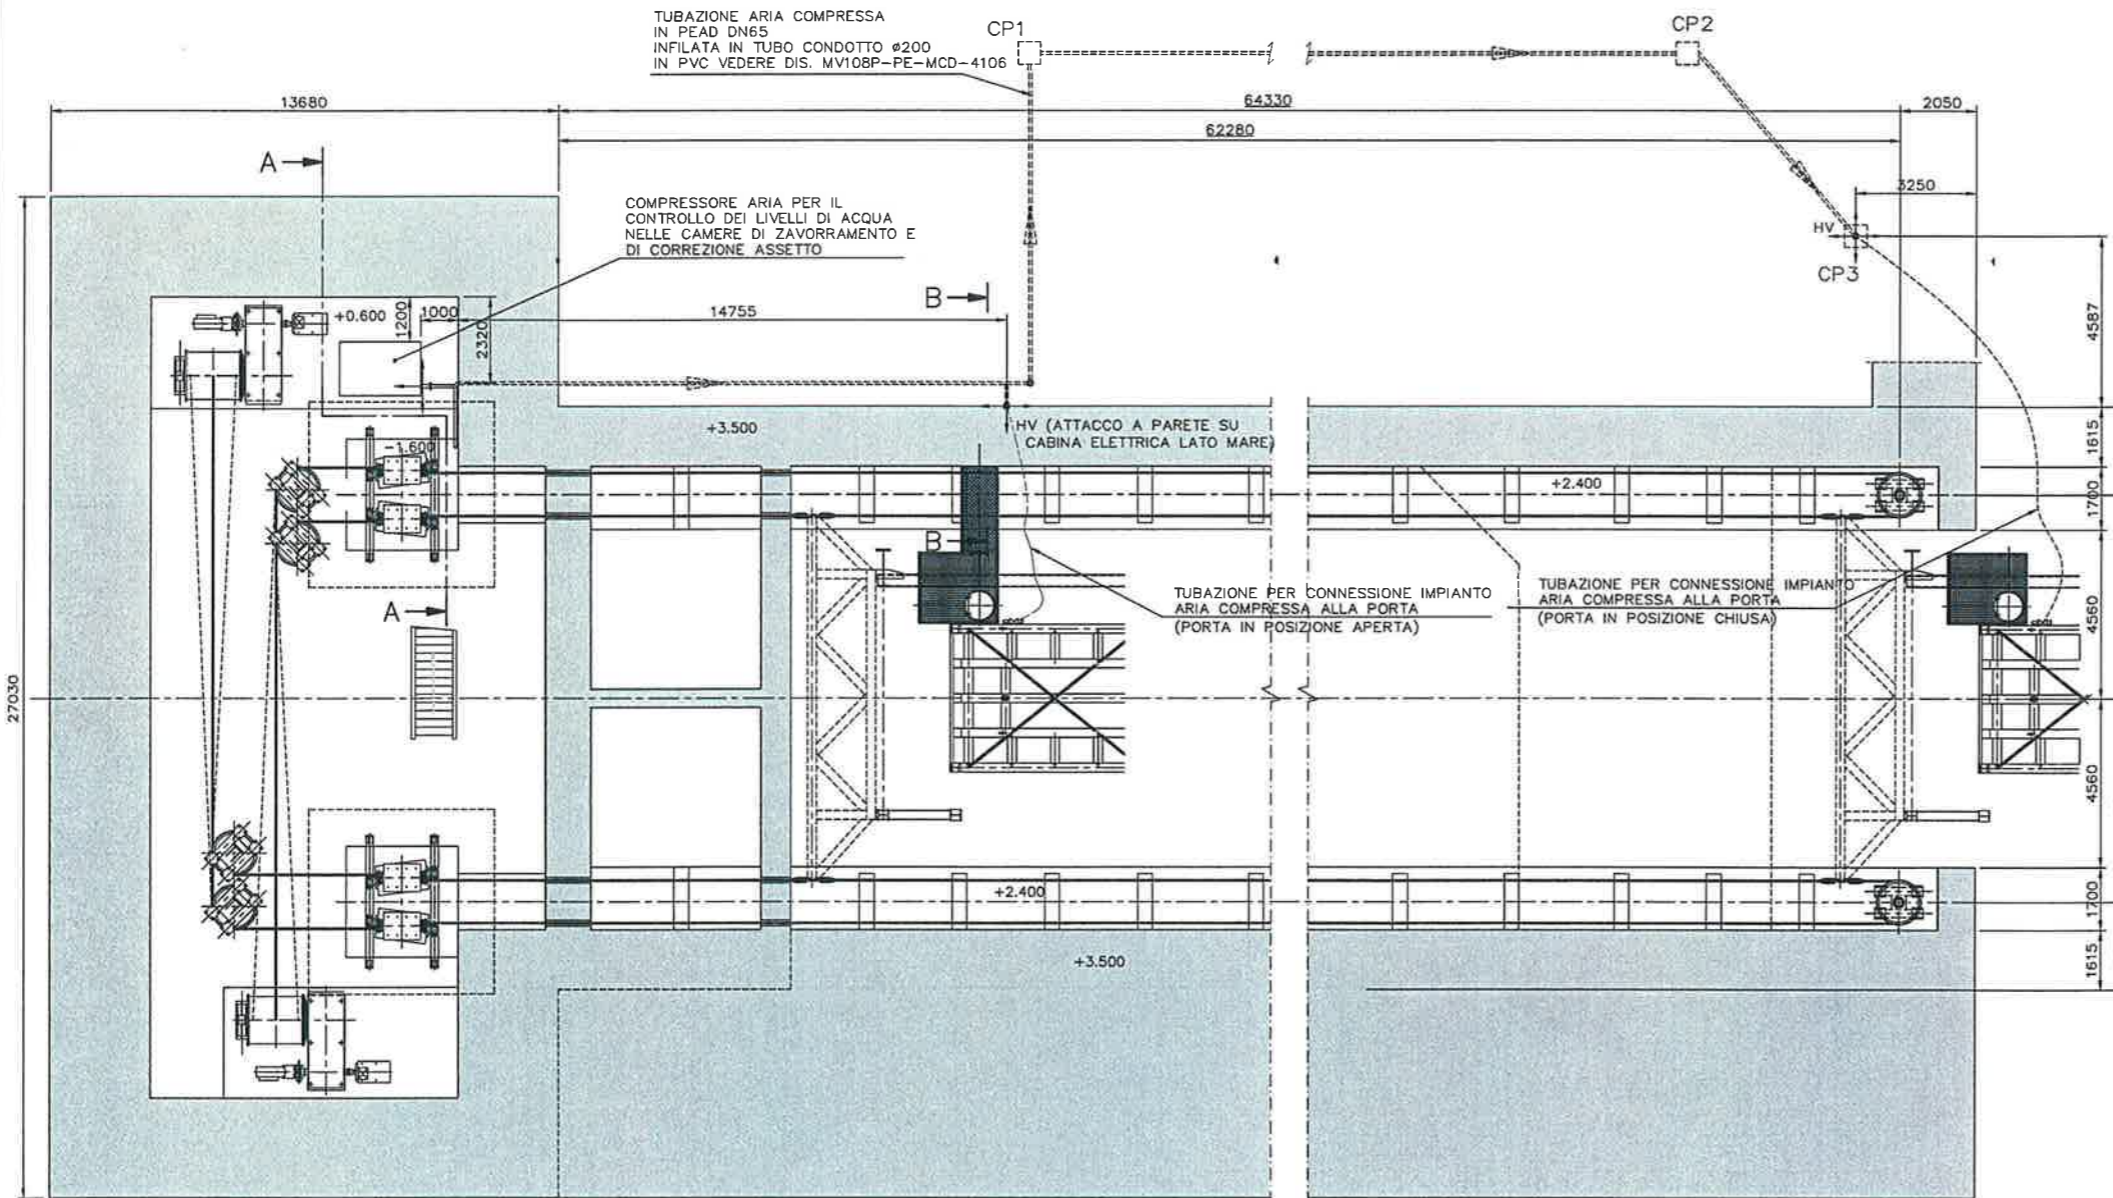 TUBAZIONE ARIA COMPRESSA
IN PEAD DN65
INFILATA IN TUBO CONDOTTO ø200
IN PVC VEDERE DIS. MV108P-PE-MCD-4106
CP1
CP2
13680
64330
2050
62280
A
3250
COMPRESSORE ARIA PER IL
CONTROLLO DEI LIVELLI DI ACQUA
NELLE CAMERE DI ZAVORRAMENTO E
DI CORREZIONE ASSETTO
HV
CP3
B
+0.600
1200
1000
2320
14755
4587
+3.500
HV (ATTACCO A PARETE SU
CABINA ELETTRICA LATO MARE)
-1.600
1615
+2.400
1700
B
TUBAZIONE PER CONNESSIONE IMPIANTO
ARIA COMPRESSA ALLA PORTA
(PORTA IN POSIZIONE APERTA)
TUBAZIONE PER CONNESSIONE IMPIANTO
ARIA COMPRESSA ALLA PORTA
(PORTA IN POSIZIONE CHIUSA)
A
4560
27030
4560
+2.400
1700
+3.500
1615